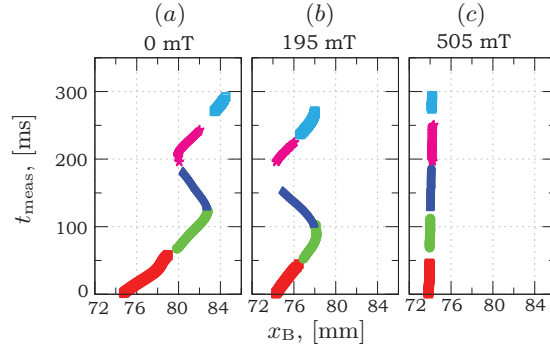 (a) (b) (c)
0 mT 195 mT 505 mT
300
200
100
0
t_meas, [ms]
72 76 80 84 72 76 80 84 72 76 80 84
x_B, [mm]